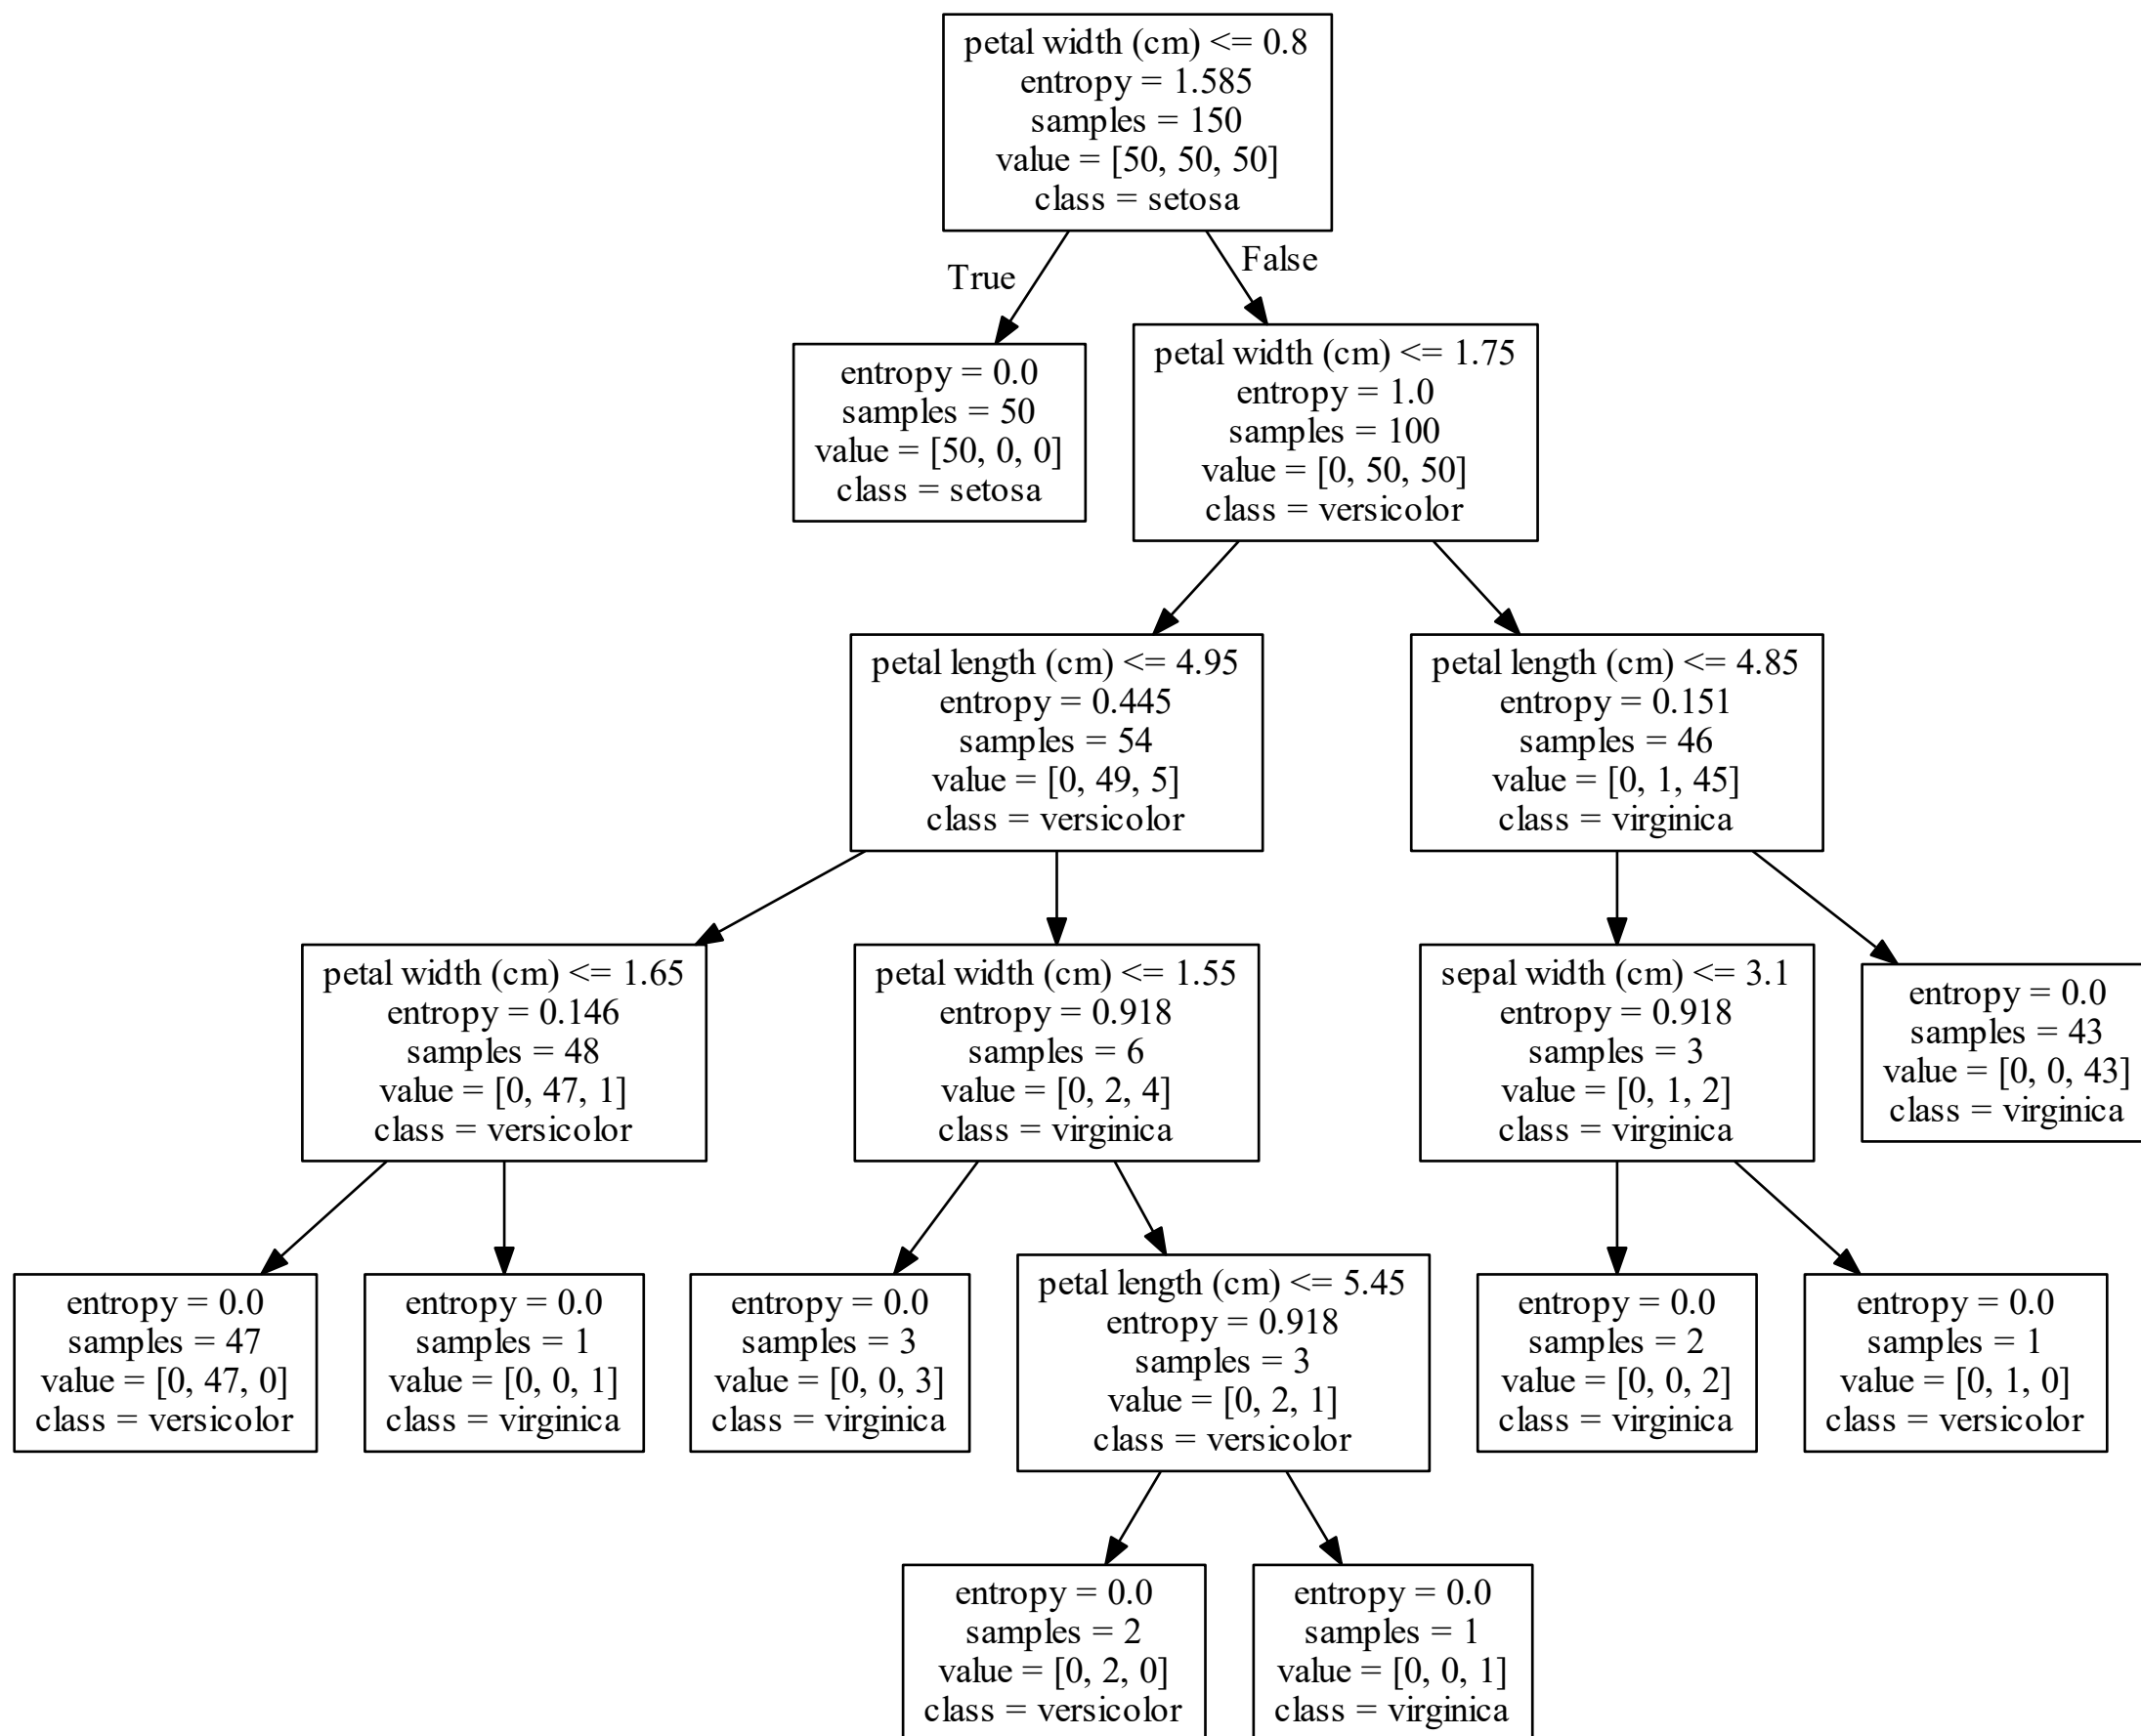 petal width (cm) <= 0.8
entropy = 1.585
samples = 150
value = [50, 50, 50]
class = setosa
True
False
entropy = 0.0
samples = 50
value = [50, 0, 0]
class = setosa
petal width (cm) <= 1.75
entropy = 1.0
samples = 100
value = [0, 50, 50]
class = versicolor
petal length (cm) <= 4.95
entropy = 0.445
samples = 54
value = [0, 49, 5]
class = versicolor
petal length (cm) <= 4.85
entropy = 0.151
samples = 46
value = [0, 1, 45]
class = virginica
petal width (cm) <= 1.65
entropy = 0.146
samples = 48
value = [0, 47, 1]
class = versicolor
petal width (cm) <= 1.55
entropy = 0.918
samples = 6
value = [0, 2, 4]
class = virginica
sepal width (cm) <= 3.1
entropy = 0.918
samples = 3
value = [0, 1, 2]
class = virginica
entropy = 0.0
samples = 43
value = [0, 0, 43]
class = virginica
entropy = 0.0
samples = 47
value = [0, 47, 0]
class = versicolor
entropy = 0.0
samples = 1
value = [0, 0, 1]
class = virginica
entropy = 0.0
samples = 3
value = [0, 0, 3]
class = virginica
petal length (cm) <= 5.45
entropy = 0.918
samples = 3
value = [0, 2, 1]
class = versicolor
entropy = 0.0
samples = 2
value = [0, 0, 2]
class = virginica
entropy = 0.0
samples = 1
value = [0, 1, 0]
class = versicolor
entropy = 0.0
samples = 2
value = [0, 2, 0]
class = versicolor
entropy = 0.0
samples = 1
value = [0, 0, 1]
class = virginica